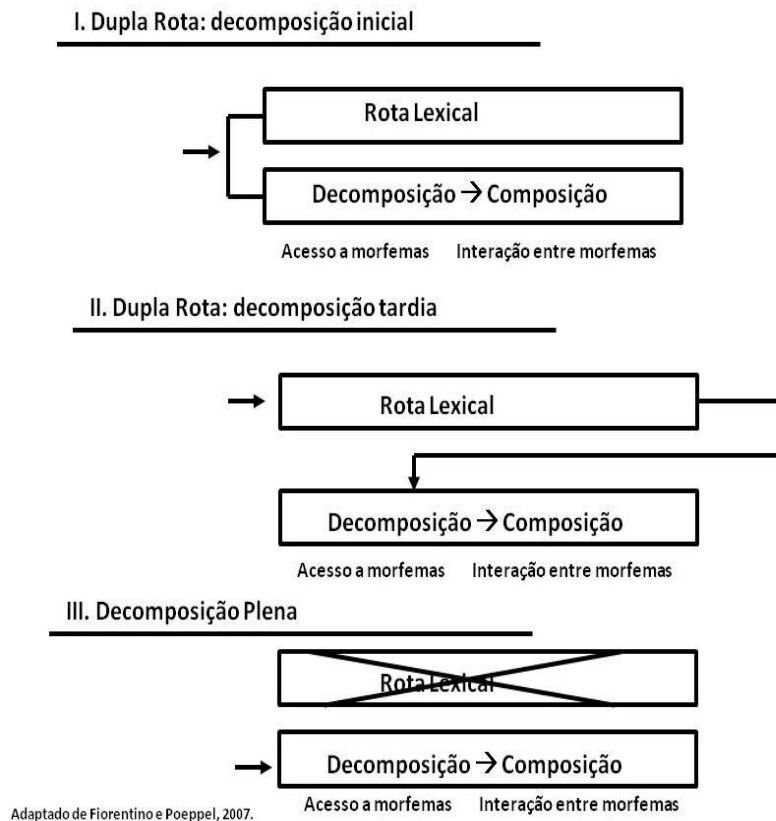 I. Dupla Rota: decomposição inicial
Rota Lexical
Decomposição → Composição
Acesso a morfemas Interação entre morfemas
II. Dupla Rota: decomposição tardia
Rota Lexical
Decomposição → Composição
Acesso a morfemas Interação entre morfemas
III. Decomposição Plena
Rota Lexical
Decomposição → Composição
Acesso a morfemas Interação entre morfemas
Adaptado de Fiorentino e Poeppel, 2007.